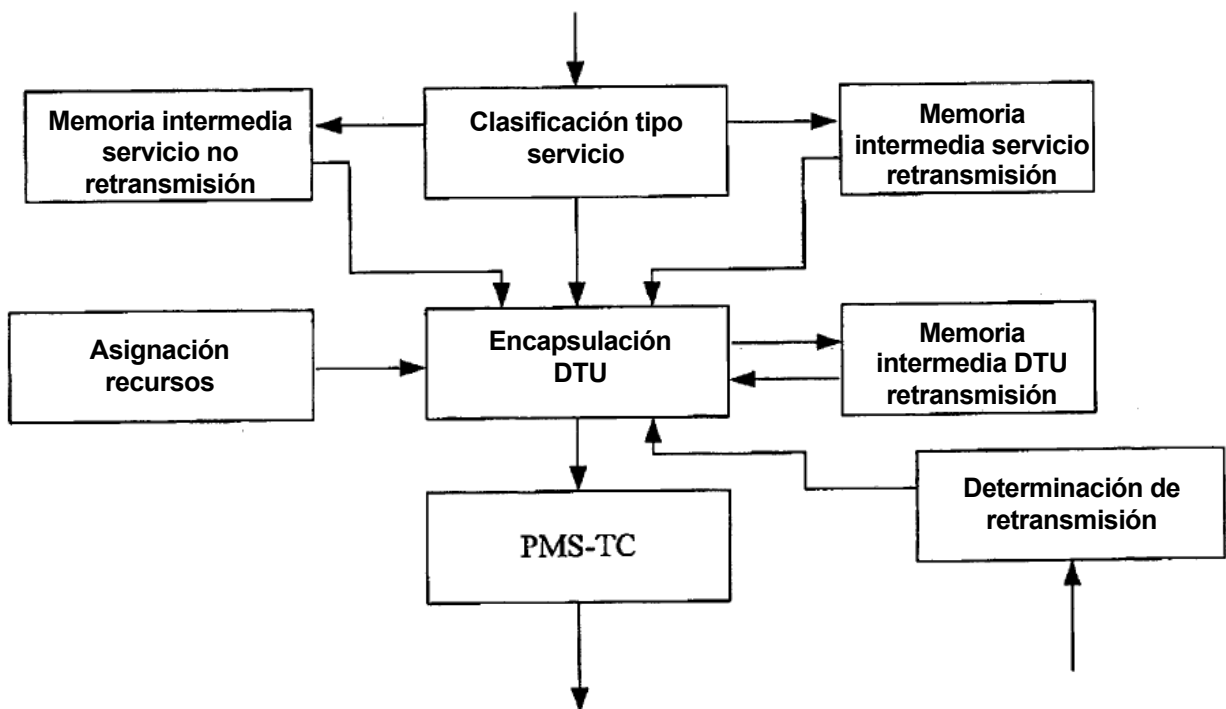 Memoria intermedia
servicio no
retransmisión
Clasificación tipo
servicio
Memoria
intermedia servicio
retransmisión
Asignación
recursos
Encapsulación
DTU
Memoria
intermedia DTU
retransmisión
PMS-TC
Determinación de
retransmisión